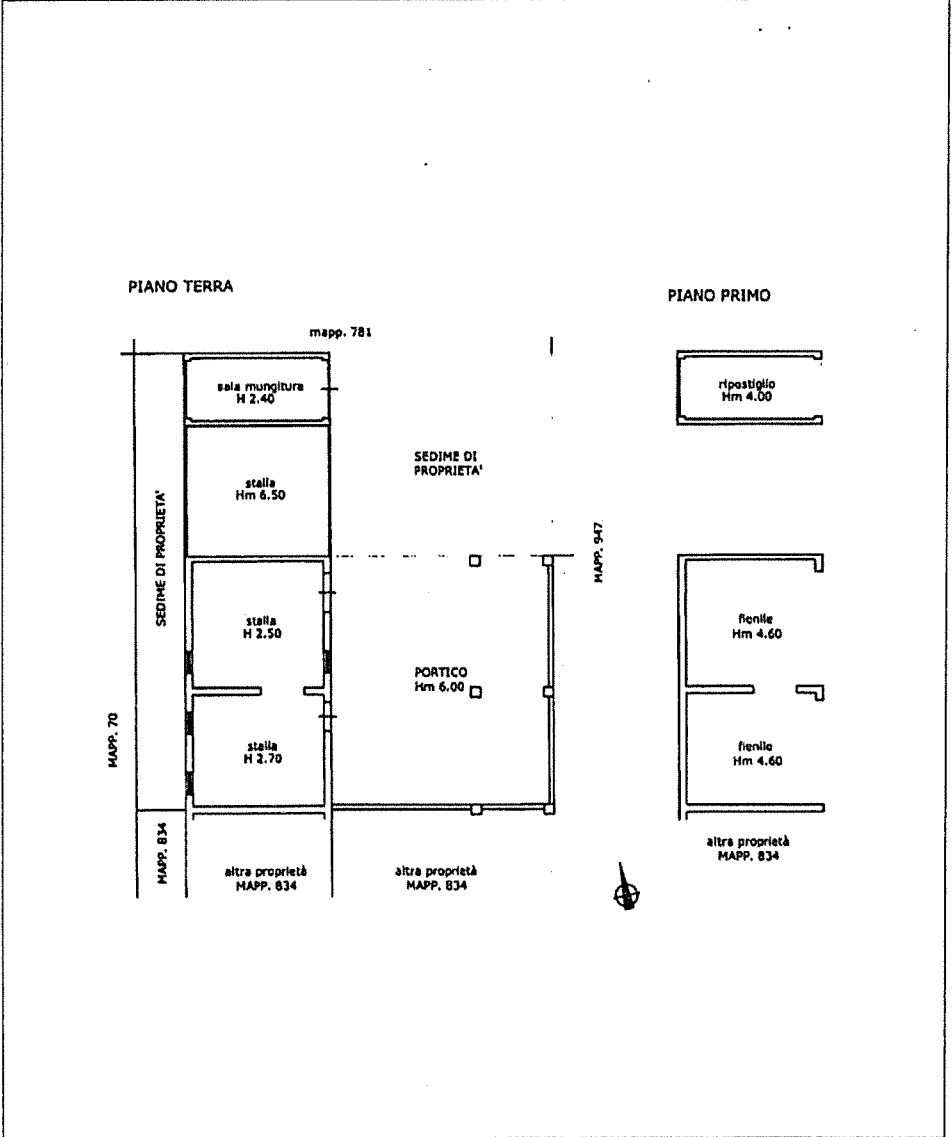 PIANO TERRA
mapp. 781
sala mungitura
H 2.40
stalla
Hm 6.50
SEDIME DI
PROPRIETA'
SEDIME DI PROPRIETA'
MAPP. 947
stalla
H 2.50
PORTICO
Hm 6.00
stalla
H 2.70
MAPP. 70
MAPP. 834
altra proprietà
MAPP. 834
altra proprietà
MAPP. 834
PIANO PRIMO
ripostiglio
Hm 4.00
fienile
Hm 4.60
fienile
Hm 4.60
altra proprietà
MAPP. 834